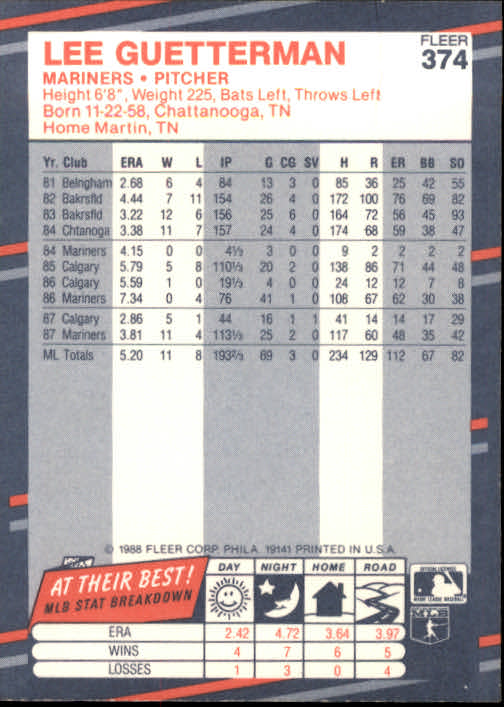 LEE GUETTERMAN
FLEER
374
MARINERS • PITCHER
Height 6'8", Weight 225, Bats Left, Throws Left
Born 11-22-58, Chattanooga, TN
Home Martin, TN
Yr. Club ERA W L IP G CG SV H R ER BB SO
81 Belngham 2.68 6 4 84 13 3 0 85 36 25 42 55
82 Bakrsfld 4.44 7 11 154 26 4 0 172 100 76 69 82
83 Bakrsfld 3.22 12 6 156 25 6 0 164 72 56 45 93
84 Chtanoga 3.38 11 7 157 24 4 0 174 68 59 38 47
84 Mariners 4.15 0 0 4⅓ 3 0 0 9 2 2 2 2
85 Calgary 5.79 5 8 110⅓ 20 2 0 138 86 71 44 48
86 Calgary 5.59 1 0 19⅓ 4 0 0 24 12 12 7 8
86 Mariners 7.34 0 4 76 41 1 0 108 67 62 30 38
87 Calgary 2.86 5 1 44 16 1 1 41 14 14 17 29
87 Mariners 3.81 11 4 113⅓ 25 2 0 117 60 48 35 42
ML Totals 5.20 11 8 193⅔ 69 3 0 234 129 112 67 82
© 1988 FLEER CORP. PHILA. 19141 PRINTED IN U.S.A.
AT THEIR BEST!
MLB STAT BREAKDOWN
DAY NIGHT HOME ROAD
ERA 2.42 4.72 3.64 3.97
WINS 4 7 6 5
LOSSES 1 3 0 4